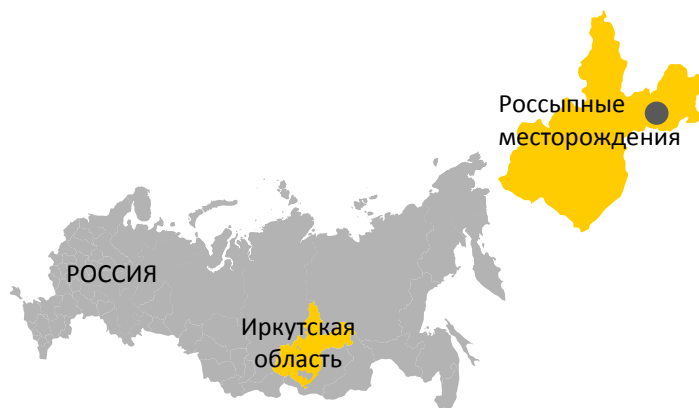 Россыпные
месторождения
РОССИЯ
Иркутская
область